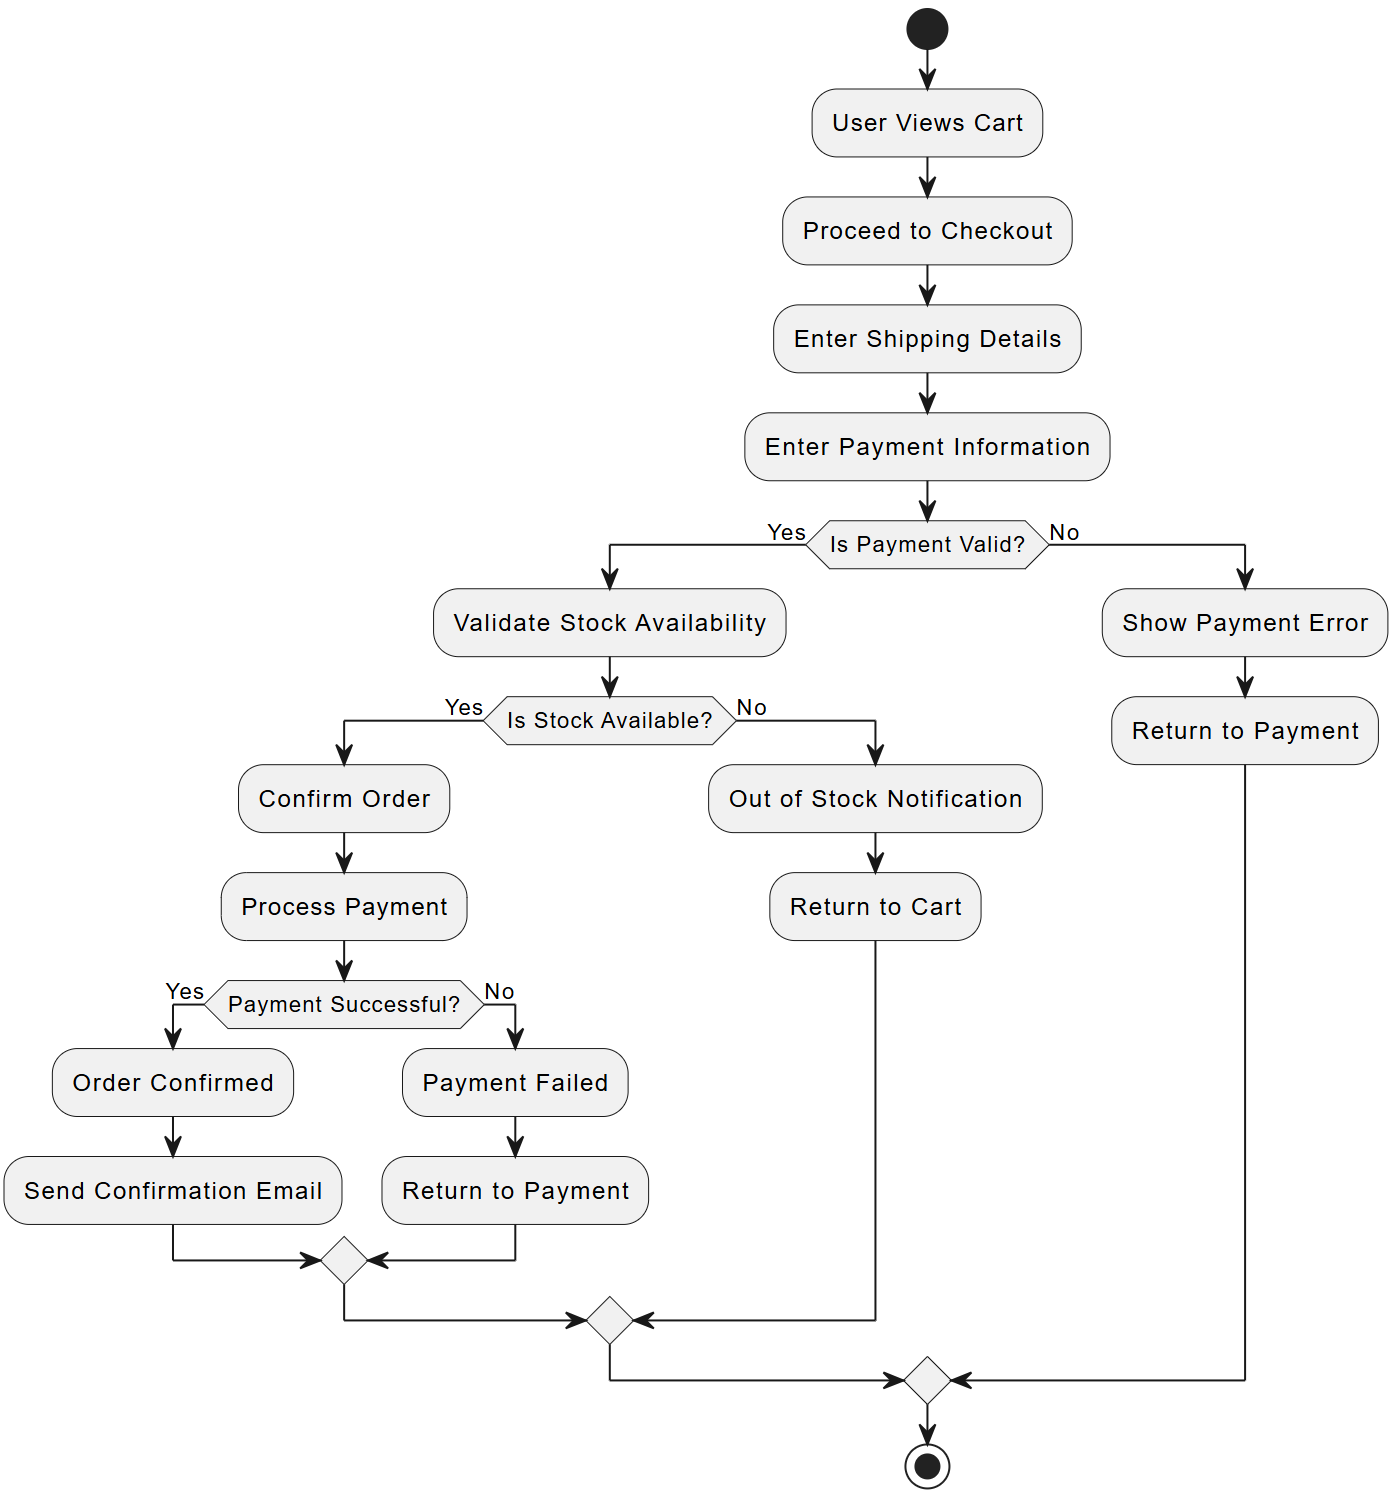 User Views Cart
Proceed to Checkout
Enter Shipping Details
Enter Payment Information
Yes
Is Payment Valid?
No
Validate Stock Availability
Show Payment Error
Yes
Is Stock Available?
No
Return to Payment
Confirm Order
Out of Stock Notification
Process Payment
Return to Cart
Yes
Payment Successful?
No
Order Confirmed
Payment Failed
Send Confirmation Email
Return to Payment